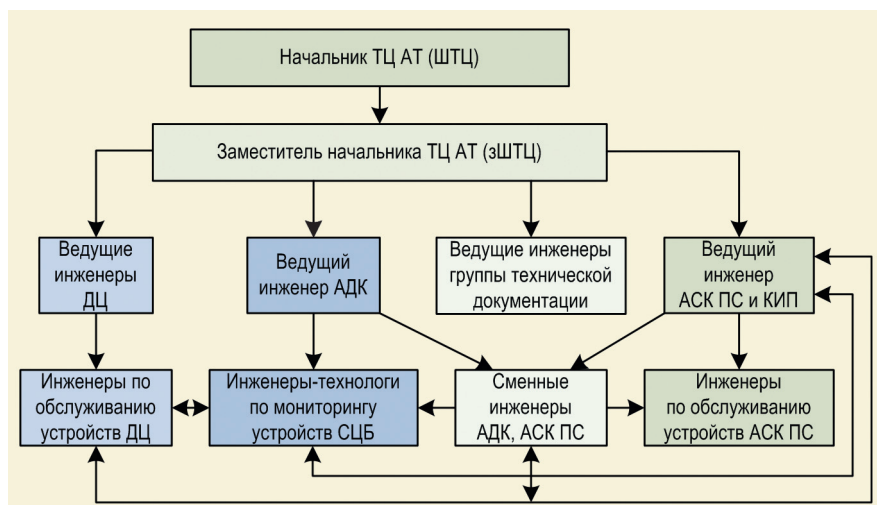 Начальник ТЦ АТ (ШТЦ)
Заместитель начальника ТЦ АТ (зШТЦ)
Ведущие
инженеры
ДЦ
Ведущий
инженер АДК
Ведущие инженеры
группы технической
документации
Ведущий
инженер
АСК ПС и КИП
Инженеры по
обслуживанию
устройств ДЦ
Инженеры-технологи
по мониторингу
устройств СЦБ
Сменные
инженеры
АДК, АСК ПС
Инженеры
по обслуживанию
устройств АСК ПС